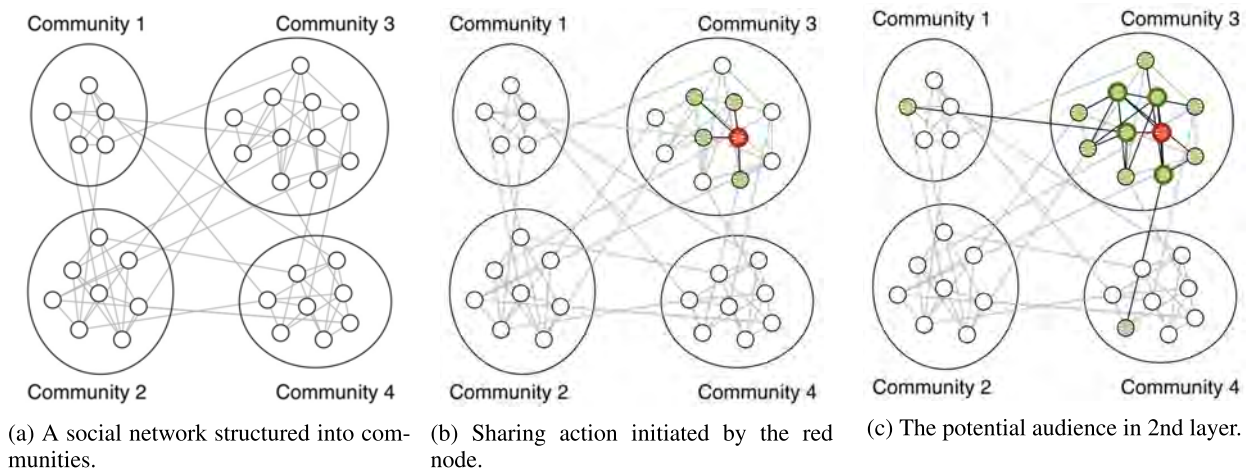 Community 1
Community 3
Community 2
Community 4
(a) A social network structured into com-
munities.
Community 1
Community 3
Community 2
Community 4
(b) Sharing action initiated by the red
node.
Community 1
Community 3
Community 2
Community 4
(c) The potential audience in 2nd layer.